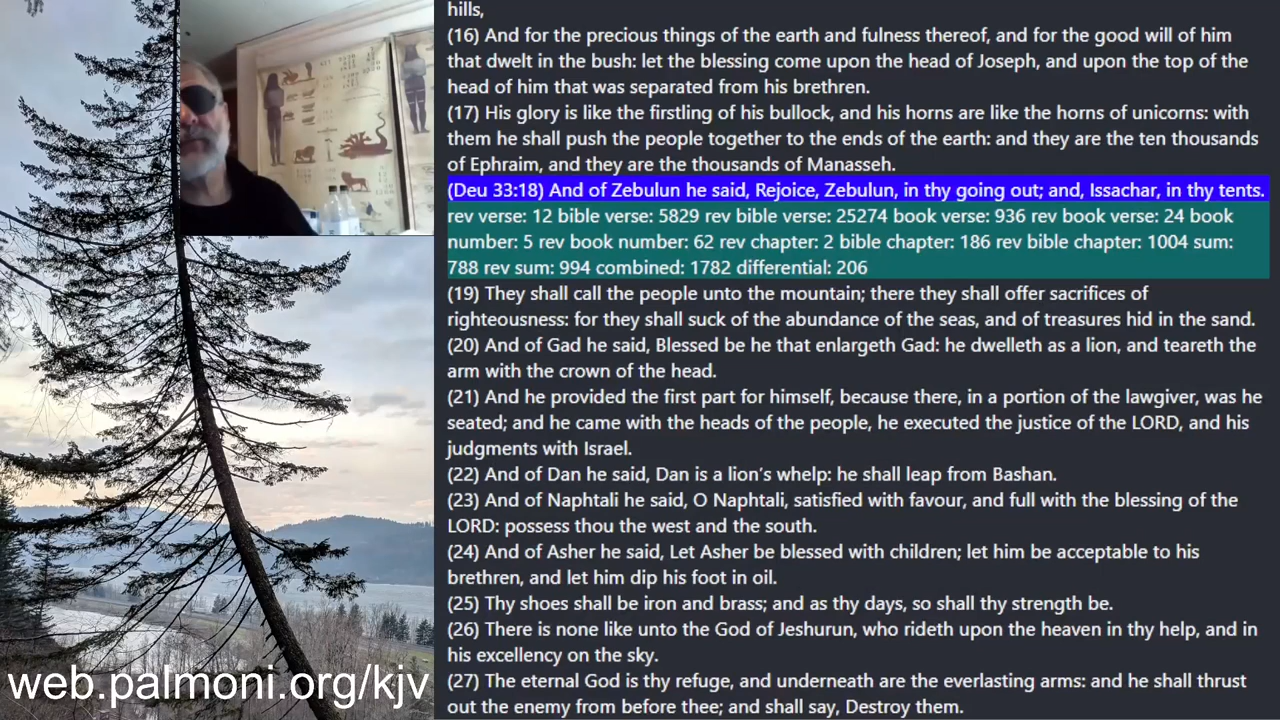 hills,
(16) And for the precious things of the earth and fulness thereof, and for the good will of him
that dwelt in the bush: let the blessing come upon the head of Joseph, and upon the top of the
head of him that was separated from his brethren.
(17) His glory is like the firstling of his bullock, and his horns are like the horns of unicorns: with
them he shall push the people together to the ends of the earth: and they are the ten thousands
of Ephraim, and they are the thousands of Manasseh.
(Deu 33:18) And of Zebulun he said, Rejoice, Zebulun, in thy going out; and, Issachar, in thy tents.
rev verse: 12 bible verse: 5829 rev bible verse: 25274 book verse: 936 rev book verse: 24 book
number: 5 rev book number: 62 rev chapter: 2 bible chapter: 186 rev bible chapter: 1004 sum:
788 rev sum: 994 combined: 1782 differential: 206
(19) They shall call the people unto the mountain; there they shall offer sacrifices of
righteousness: for they shall suck of the abundance of the seas, and of treasures hid in the sand.
(20) And of Gad he said, Blessed be he that enlargeth Gad: he dwelleth as a lion, and teareth the
arm with the crown of the head.
(21) And he provided the first part for himself, because there, in a portion of the lawgiver, was he
seated; and he came with the heads of the people, he executed the justice of the LORD, and his
judgments with Israel.
(22) And of Dan he said, Dan is a lion's whelp: he shall leap from Bashan.
(23) And of Naphtali he said, O Naphtali, satisfied with favour, and full with the blessing of the
LORD: possess thou the west and the south.
(24) And of Asher he said, Let Asher be blessed with children; let him be acceptable to his
brethren, and let him dip his foot in oil.
(25) Thy shoes shall be iron and brass; and as thy days, so shall thy strength be.
(26) There is none like unto the God of Jeshurun, who rideth upon the heaven in thy help, and in
his excellency on the sky.
(27) The eternal God is thy refuge, and underneath are the everlasting arms: and he shall thrust
out the enemy from before thee; and shall say, Destroy them.
web.palmoni.org/kjv